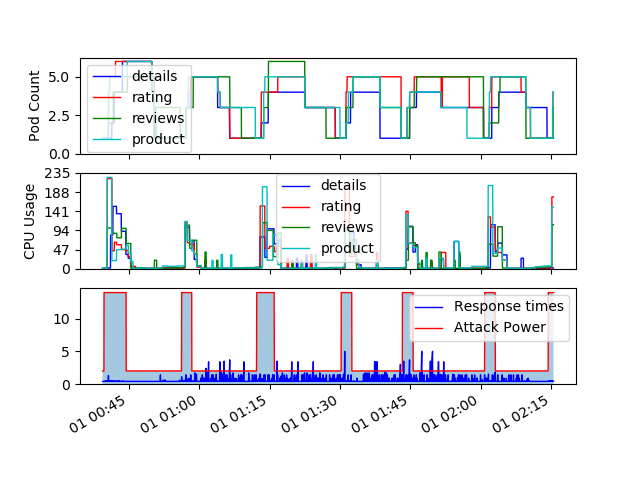 Pod Count
5.0
2.5
0.0
details
rating
reviews
product
CPU Usage
235
188
141
94
47
0
details
rating
reviews
product
10
5
0
Response times
Attack Power
01 00:45
01 01:00
01 01:15
01 01:30
01 01:45
01 02:00
01 02:15